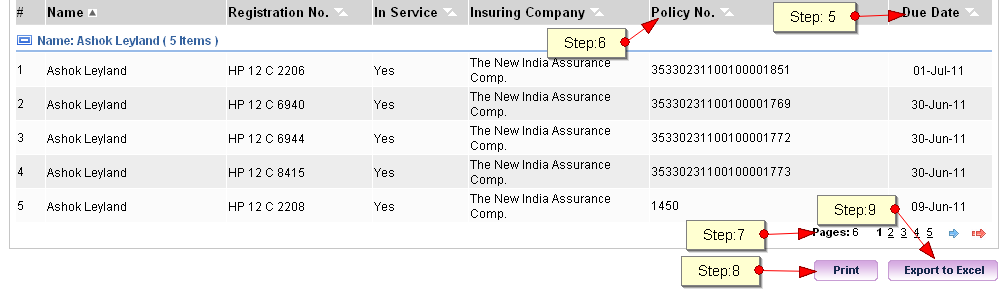 # Name Registration No. In Service Insuring Company Policy No. Step: 5 Due Date
Step:6
Name: Ashok Leyland ( 5 Items )
1 Ashok Leyland HP 12 C 2206 Yes The New India Assurance Comp. 35330231100100001851 01-Jul-11
2 Ashok Leyland HP 12 C 6940 Yes The New India Assurance Comp. 35330231100100001769 30-Jun-11
3 Ashok Leyland HP 12 C 6944 Yes The New India Assurance Comp. 35330231100100001772 30-Jun-11
4 Ashok Leyland HP 12 C 8415 Yes The New India Assurance Comp. 35330231100100001773 30-Jun-11
5 Ashok Leyland HP 12 C 2208 Yes The New India Assurance Comp. 1450 09-Jun-11
Step:9
Step:7 Pages: 6 1 2 3 4 5
Step:8 Print Export to Excel